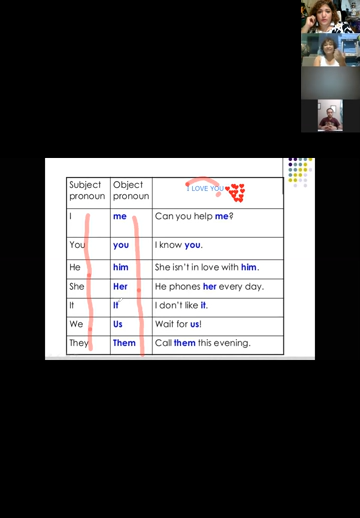 Subject pronoun Object pronoun I LOVE YOU
I me Can you help me?
You you I know you.
He him She isn't in love with him.
She Her He phones her every day.
It It I don't like it.
We Us Wait for us!
They Them Call them this evening.